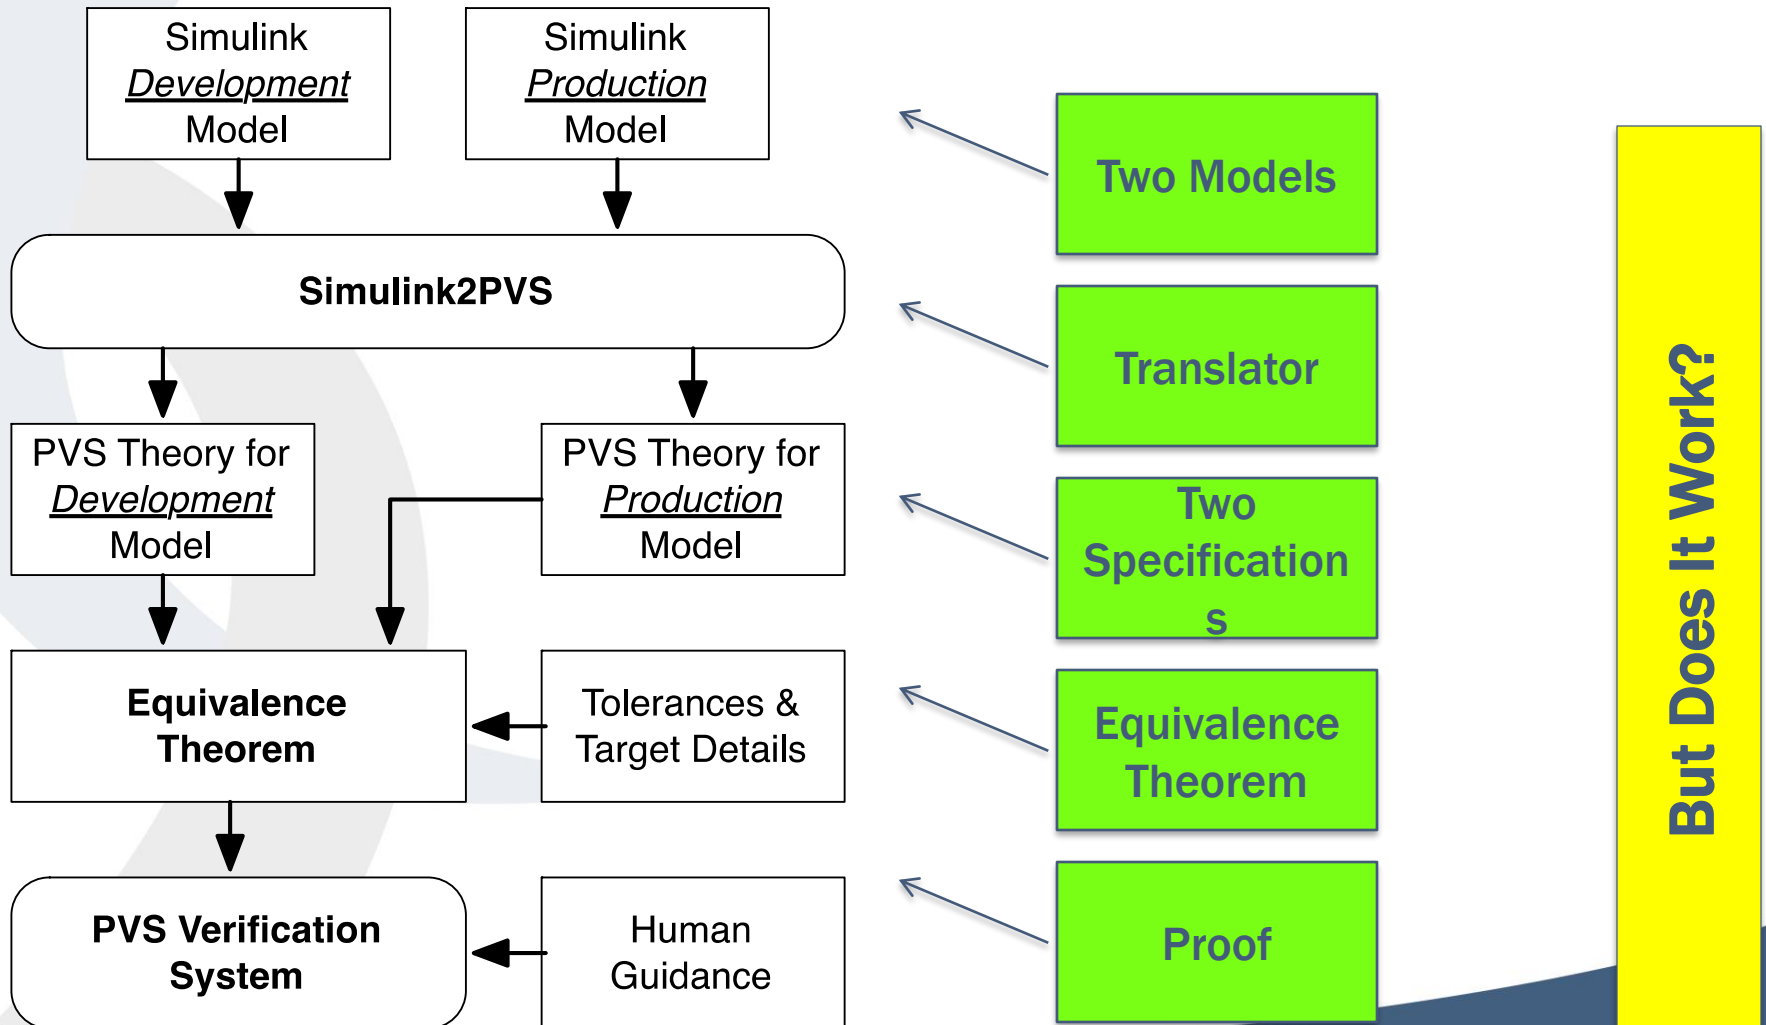 Simulink
Development
Model
Simulink
Production
Model
Simulink2PVS
PVS Theory for
Development
Model
PVS Theory for
Production
Model
Equivalence
Theorem
Tolerances &
Target Details
PVS Verification
System
Human
Guidance
Two Models
Translator
Two
Specification
s
Equivalence
Theorem
Proof
But Does It Work?